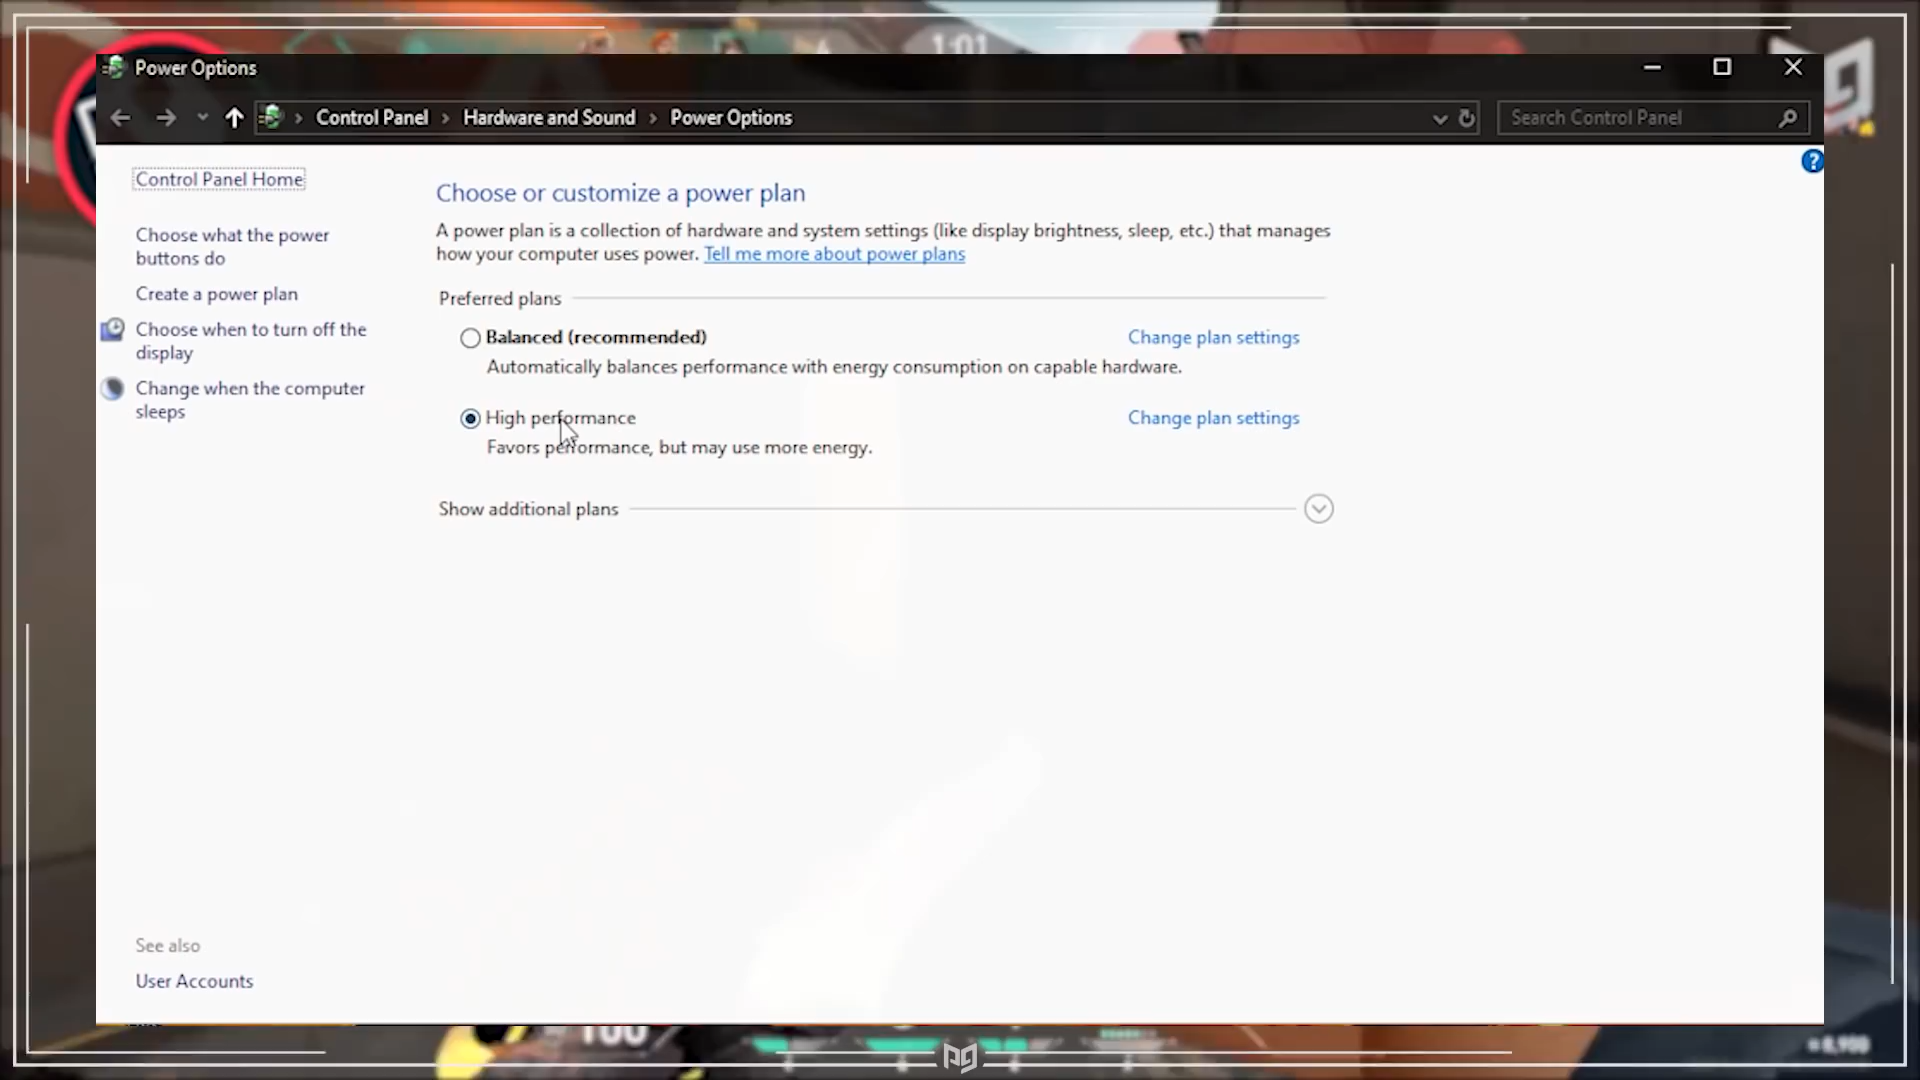 1:01
Power Options
Control Panel > Hardware and Sound > Power Options
Search Control Panel
Control Panel Home
Choose what the power
buttons do
Create a power plan
Choose when to turn off the
display
Change when the computer
sleeps
See also
User Accounts
Choose or customize a power plan
A power plan is a collection of hardware and system settings (like display brightness, sleep, etc.) that manages
how your computer uses power. Tell me more about power plans
Preferred plans
Balanced (recommended) Change plan settings
Automatically balances performance with energy consumption on capable hardware.
High performance Change plan settings
Favors performance, but may use more energy.
Show additional plans
100